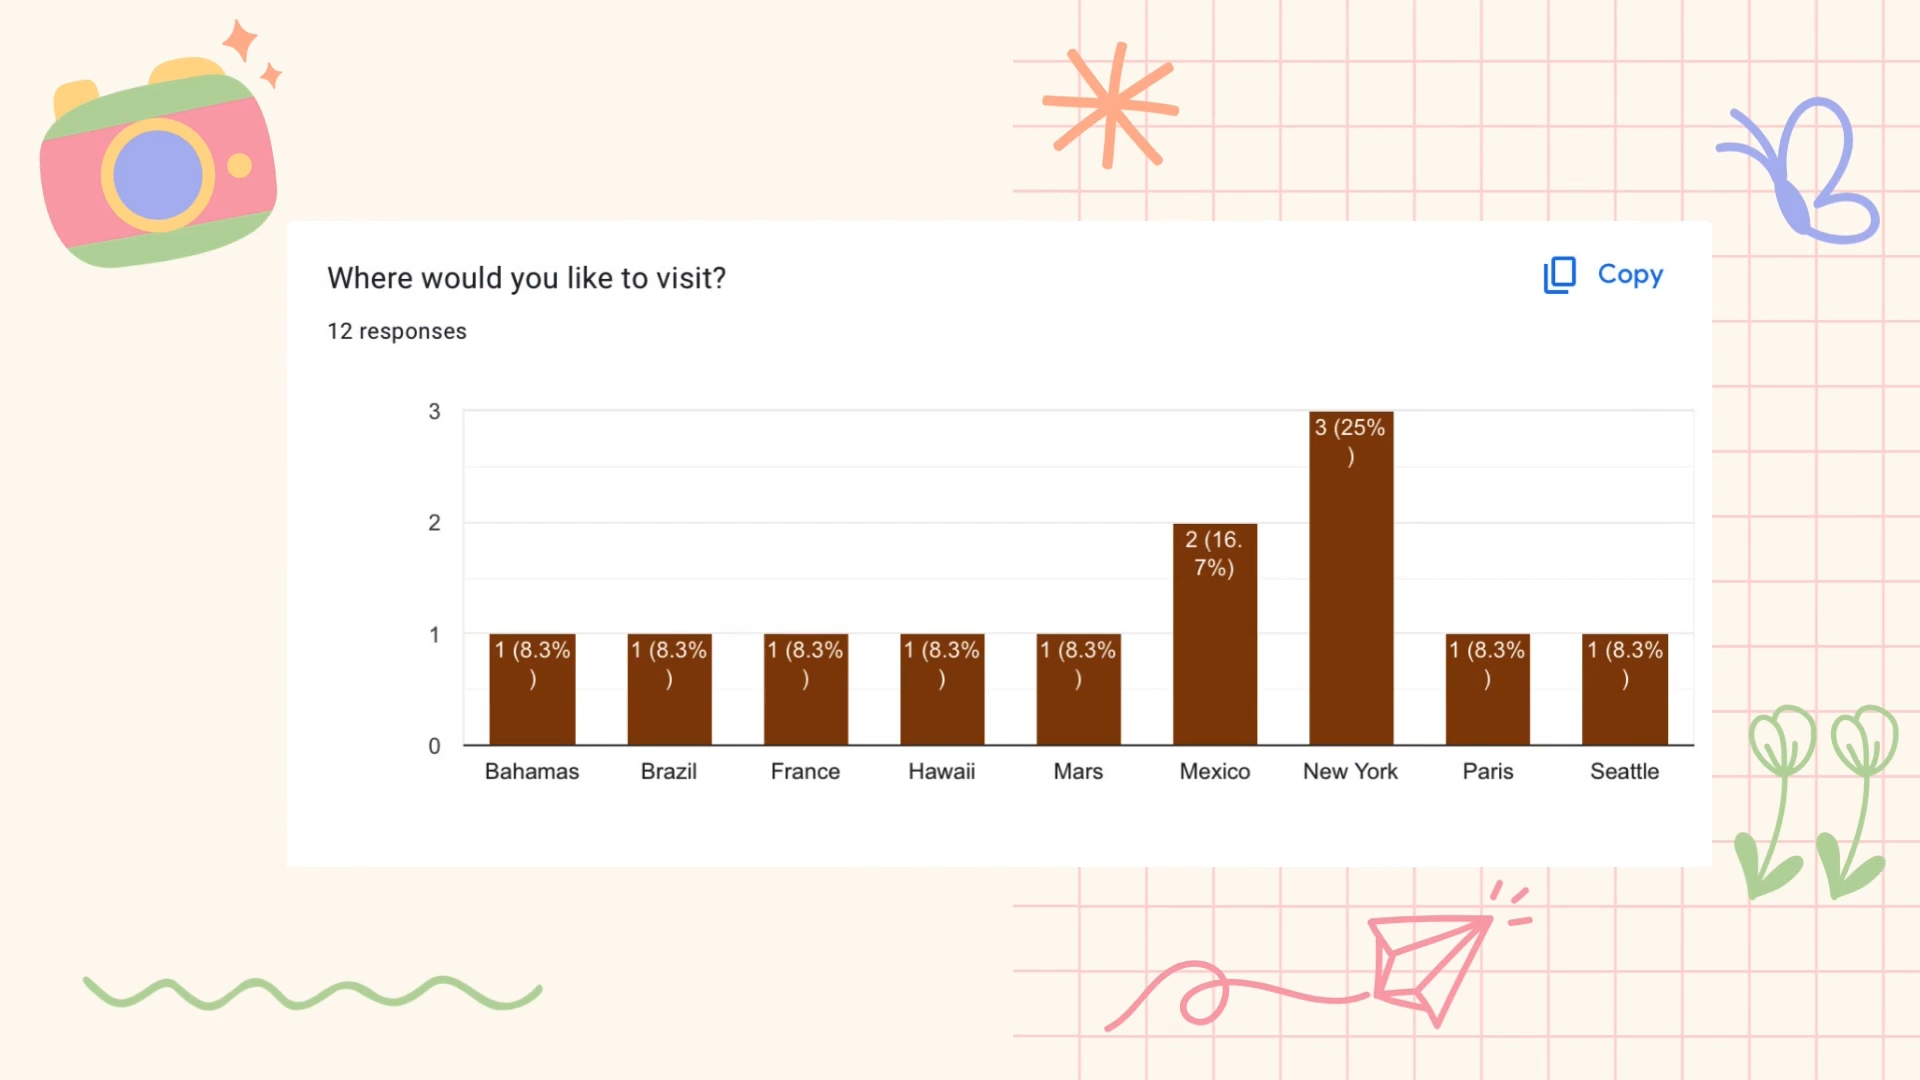 Where would you like to visit?
Copy
12 responses
3
2
1
0
1 (8.3%
)
1 (8.3%
)
1 (8.3%
)
1 (8.3%
)
1 (8.3%
)
2 (16.
7%)
3 (25%
)
1 (8.3%
)
1 (8.3%
)
Bahamas
Brazil
France
Hawaii
Mars
Mexico
New York
Paris
Seattle